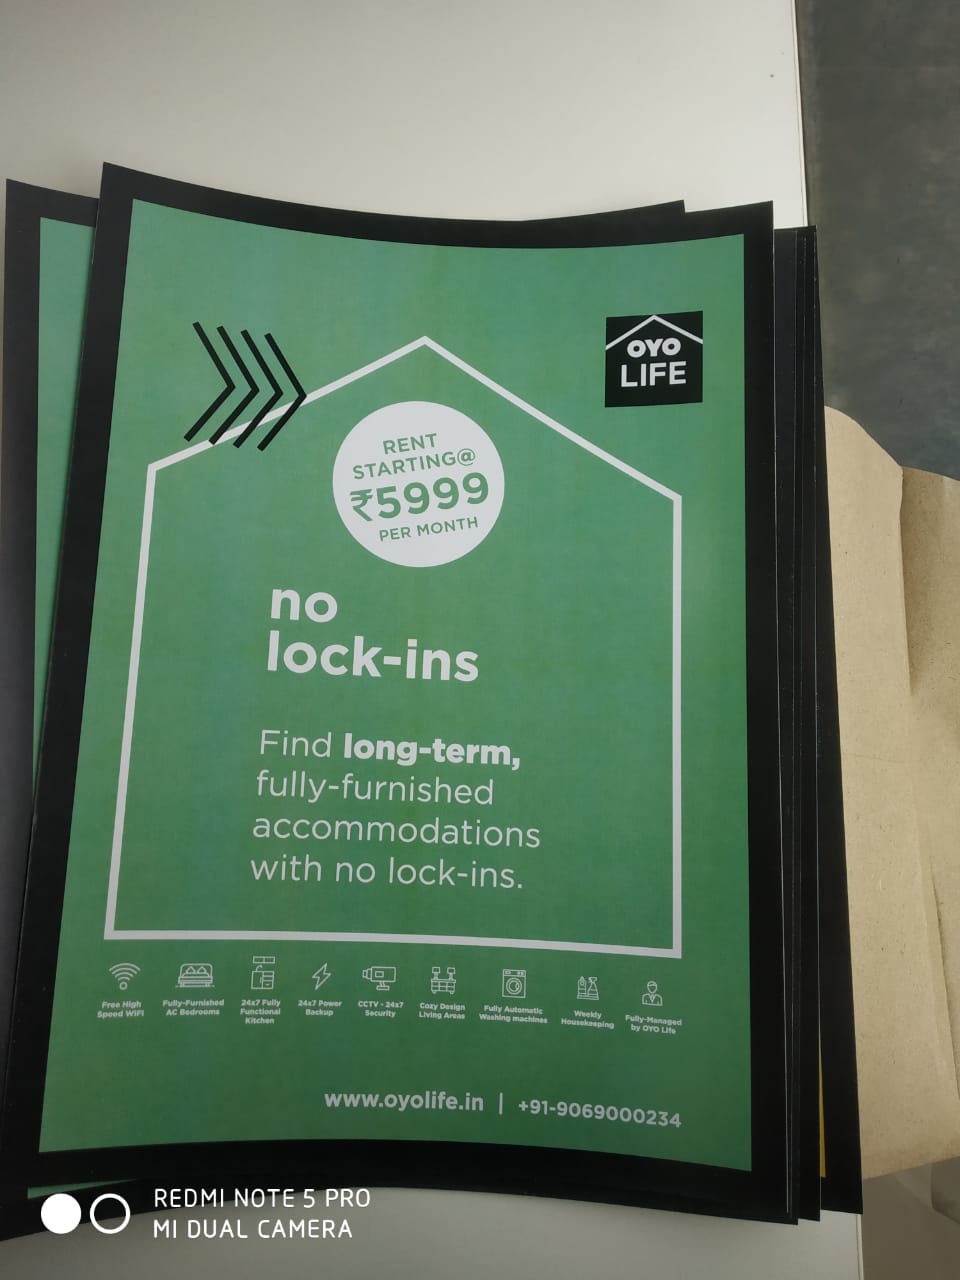 OYO
LIFE
RENT
STARTING@
₹5999
PER MONTH
no
lock-ins
Find long-term,
fully-furnished
accommodations
with no lock-ins.
Free High
Speed WiFi
Fully-Furnished
AC Bedrooms
24x7 Fully
Functional
Kitchen
24x7 Power
Backup
CCTV - 24x7
Security
Cozy Design
Living Areas
Fully Automatic
Washing machines
Weekly
Housekeeping
Fully-Managed
by OYO Life
www.oyolife.in | +91-9069000234
REDMI NOTE 5 PRO
MI DUAL CAMERA